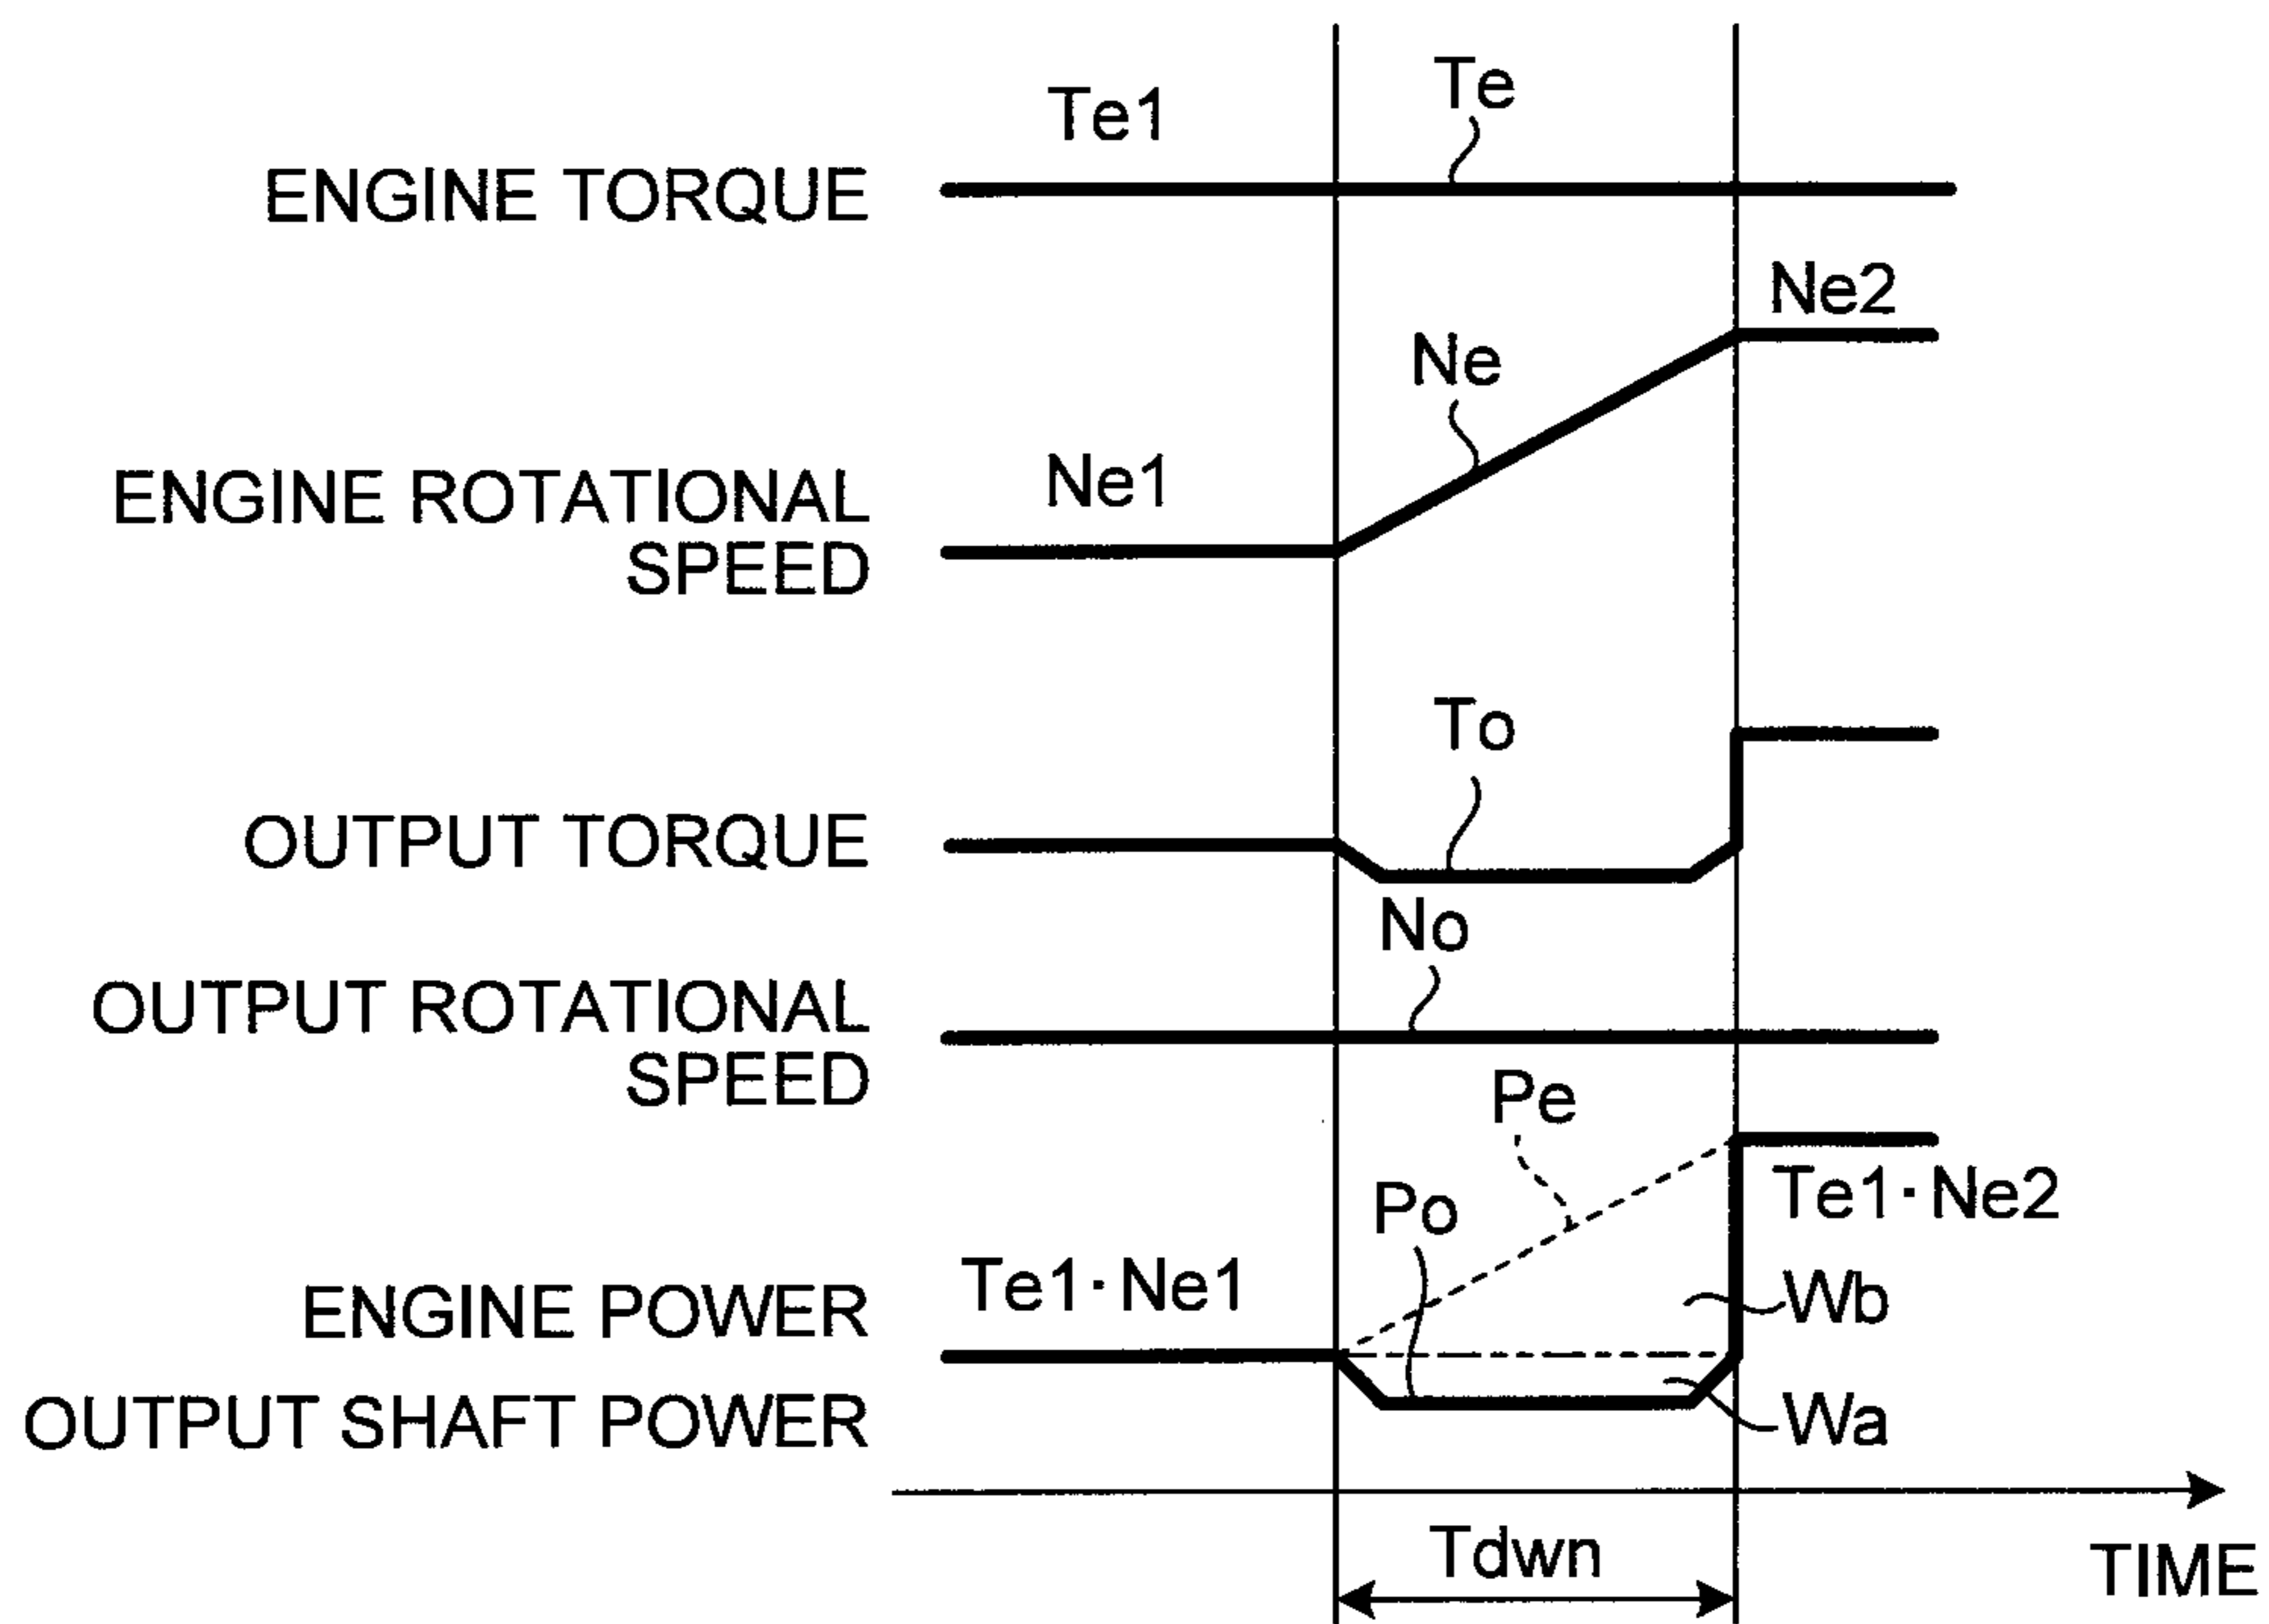 Te
Te1
ENGINE TORQUE
Ne2
Ne
Ne1
ENGINE ROTATIONAL
SPEED
To
OUTPUT TORQUE
No
OUTPUT ROTATIONAL
SPEED
Pe
Po
Te1·Ne2
Te1·Ne1
ENGINE POWER
Wb
OUTPUT SHAFT POWER
Wa
Tdwn
TIME